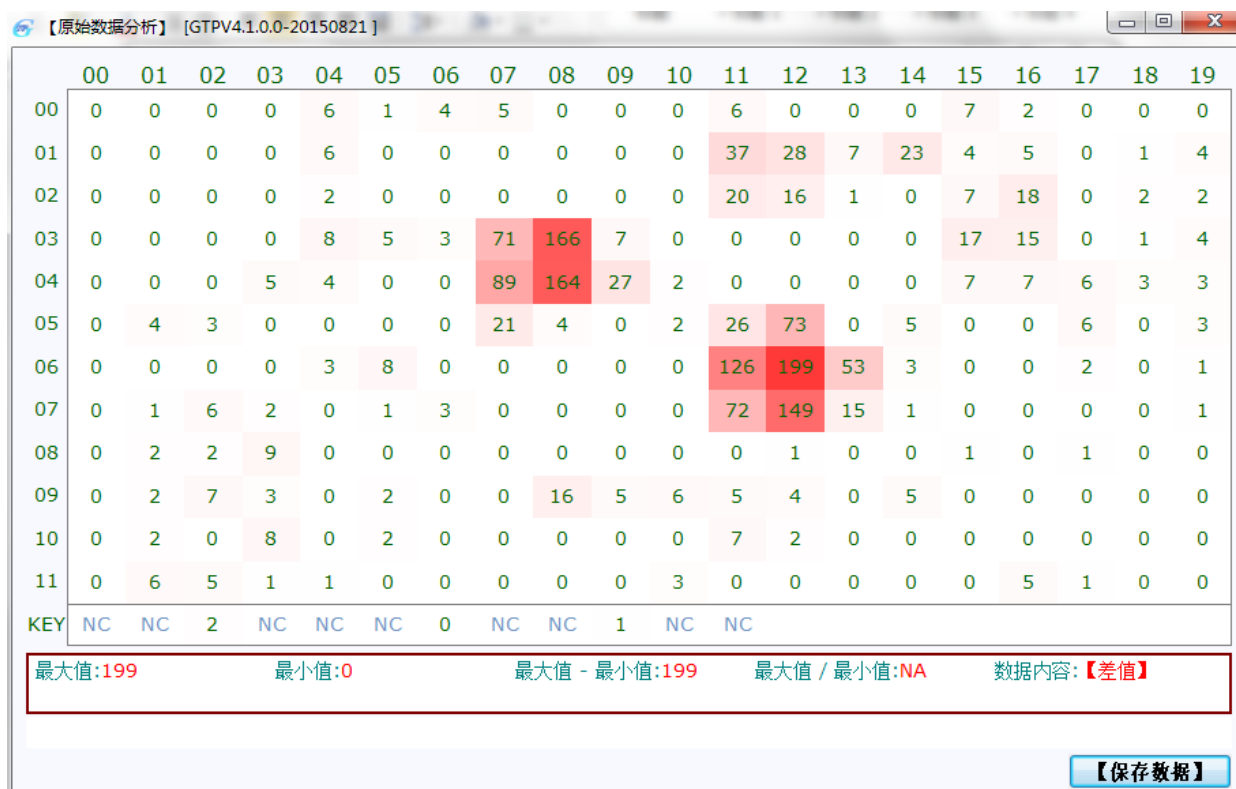 【原始数据分析】 [GTPV4.1.0.0-20150821 ]
00 01 02 03 04 05 06 07 08 09 10 11 12 13 14 15 16 17 18 19
00 0 0 0 0 6 1 4 5 0 0 0 6 0 0 0 7 2 0 0 0
01 0 0 0 0 6 0 0 0 0 0 0 37 28 7 23 4 5 0 1 4
02 0 0 0 0 2 0 0 0 0 0 0 20 16 1 0 7 18 0 2 2
03 0 0 0 0 8 5 3 71 166 7 0 0 0 0 0 17 15 0 1 4
04 0 0 0 5 4 0 0 89 164 27 2 0 0 0 0 7 7 6 3 3
05 0 4 3 0 0 0 0 21 4 0 2 26 73 0 5 0 0 6 0 3
06 0 0 0 0 3 8 0 0 0 0 0 126 199 53 3 0 0 2 0 1
07 0 1 6 2 0 1 3 0 0 0 0 72 149 15 1 0 0 0 0 1
08 0 2 2 9 0 0 0 0 0 0 0 0 1 0 0 1 0 1 0 0
09 0 2 7 3 0 2 0 0 16 5 6 5 4 0 5 0 0 0 0 0
10 0 2 0 8 0 2 0 0 0 0 0 7 2 0 0 0 0 0 0 0
11 0 6 5 1 1 0 0 0 0 0 3 0 0 0 0 0 5 1 0 0
KEY NC NC 2 NC NC NC 0 NC NC 1 NC NC
最大值:199 最小值:0 最大值 - 最小值:199 最大值 / 最小值:NA 数据内容:【差值】
【保存数据】